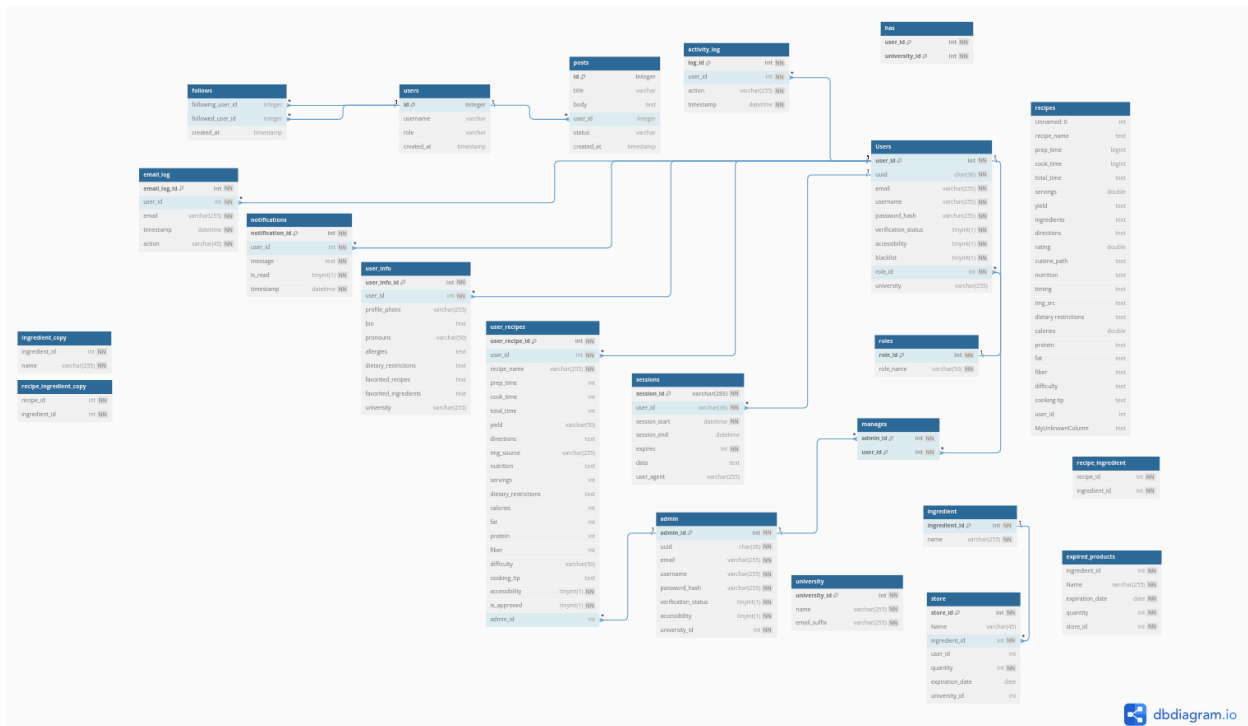 has
user_id int NN
university_id int NN
activity_log
log_id int NN
user_id int NN
action varchar(255) NN
timestamp datetime NN
posts
id integer
title varchar
body text
user_id integer
status varchar
created_at timestamp
follows
following_user_id integer
followed_user_id integer
created_at timestamp
users
id integer
username varchar
role varchar
created_at timestamp
recipes
Unnamed: 0 int
recipe_name text
prep_time bigint
cook_time bigint
total_time text
servings double
yield text
ingredients text
directions text
rating double
cuisine_path text
nutrition text
timing text
img_src text
dietary restrictions text
calories double
protein text
fat text
fiber text
difficulty text
cooking tip text
user_id int
MyUnknownColumn text
Users
user_id int NN
uuid char(36) NN
email varchar(255) NN
username varchar(255) NN
password_hash varchar(255) NN
verification_status tinyint(1) NN
accessibility tinyint(1) NN
blacklist tinyint(1) NN
role_id int NN
university varchar(255)
email_log
email_log_id int NN
user_id int NN
email varchar(255) NN
timestamp datetime NN
action varchar(45) NN
notifications
notification_id int NN
user_id int NN
message text NN
is_read tinyint(1) NN
timestamp datetime NN
user_info
user_info_id int NN
user_id int NN
profile_photo varchar(255)
bio text
pronouns varchar(50)
allergies text
dietary_restrictions text
favorited_recipes text
favorited_ingredients text
university varchar(255)
user_recipes
user_recipe_id int NN
user_id int NN
recipe_name varchar(255) NN
prep_time int
cook_time int
total_time int
yield varchar(50)
directions text
img_source varchar(255)
nutrition text
servings int
dietary_restrictions text
calories int
fat int
protein int
fiber int
difficulty varchar(50)
cooking_tip text
accessibility tinyint(1) NN
is_approved tinyint(1) NN
admin_id int
ingredient_copy
ingredient_id int NN
name varchar(255) NN
recipe_ingredient_copy
recipe_id int NN
ingredient_id int NN
roles
role_id int NN
role_name varchar(50) NN
sessions
session_id varchar(255) NN
user_id varchar(36) NN
session_start datetime NN
session_end datetime
expires int NN
data text
user_agent varchar(255)
manages
admin_id int NN
user_id int NN
recipe_ingredient
recipe_id int NN
ingredient_id int NN
admin
admin_id int NN
uuid char(36) NN
email varchar(255) NN
username varchar(255) NN
password_hash varchar(255) NN
verification_status tinyint(1) NN
accessibility tinyint(1) NN
university_id int NN
ingredient
ingredient_id int NN
name varchar(255) NN
expired_products
ingredient_id int NN
Name varchar(255) NN
expiration_date date NN
quantity int NN
store_id int NN
university
university_id int NN
name varchar(255) NN
email_suffix varchar(255) NN
store
store_id int NN
Name varchar(45)
ingredient_id int NN
user_id int
quantity int NN
expiration_date date
university_id int
dbdiagram.io